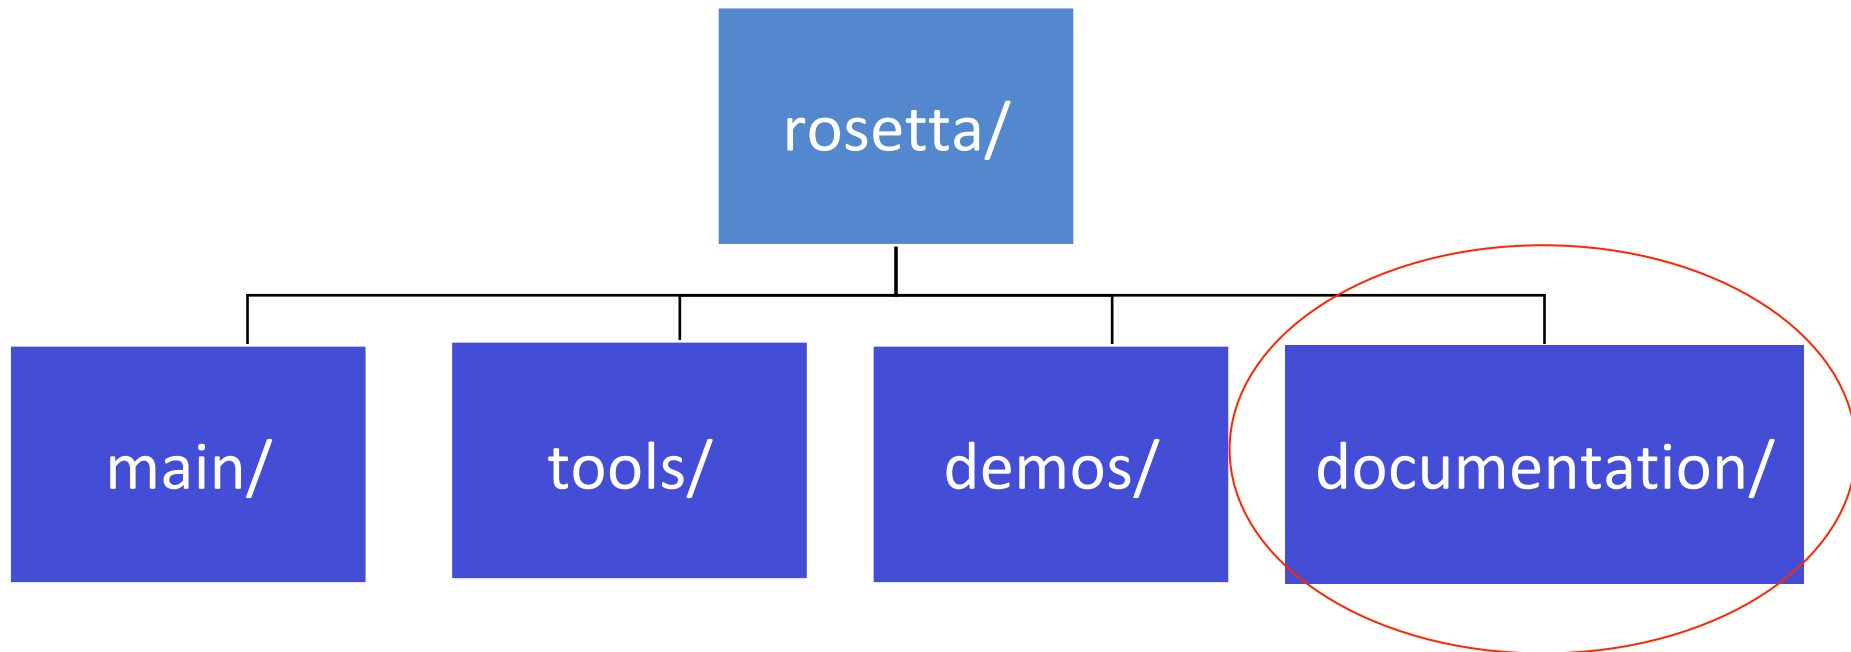 rosetta/
main/
tools/
demos/
documentation/